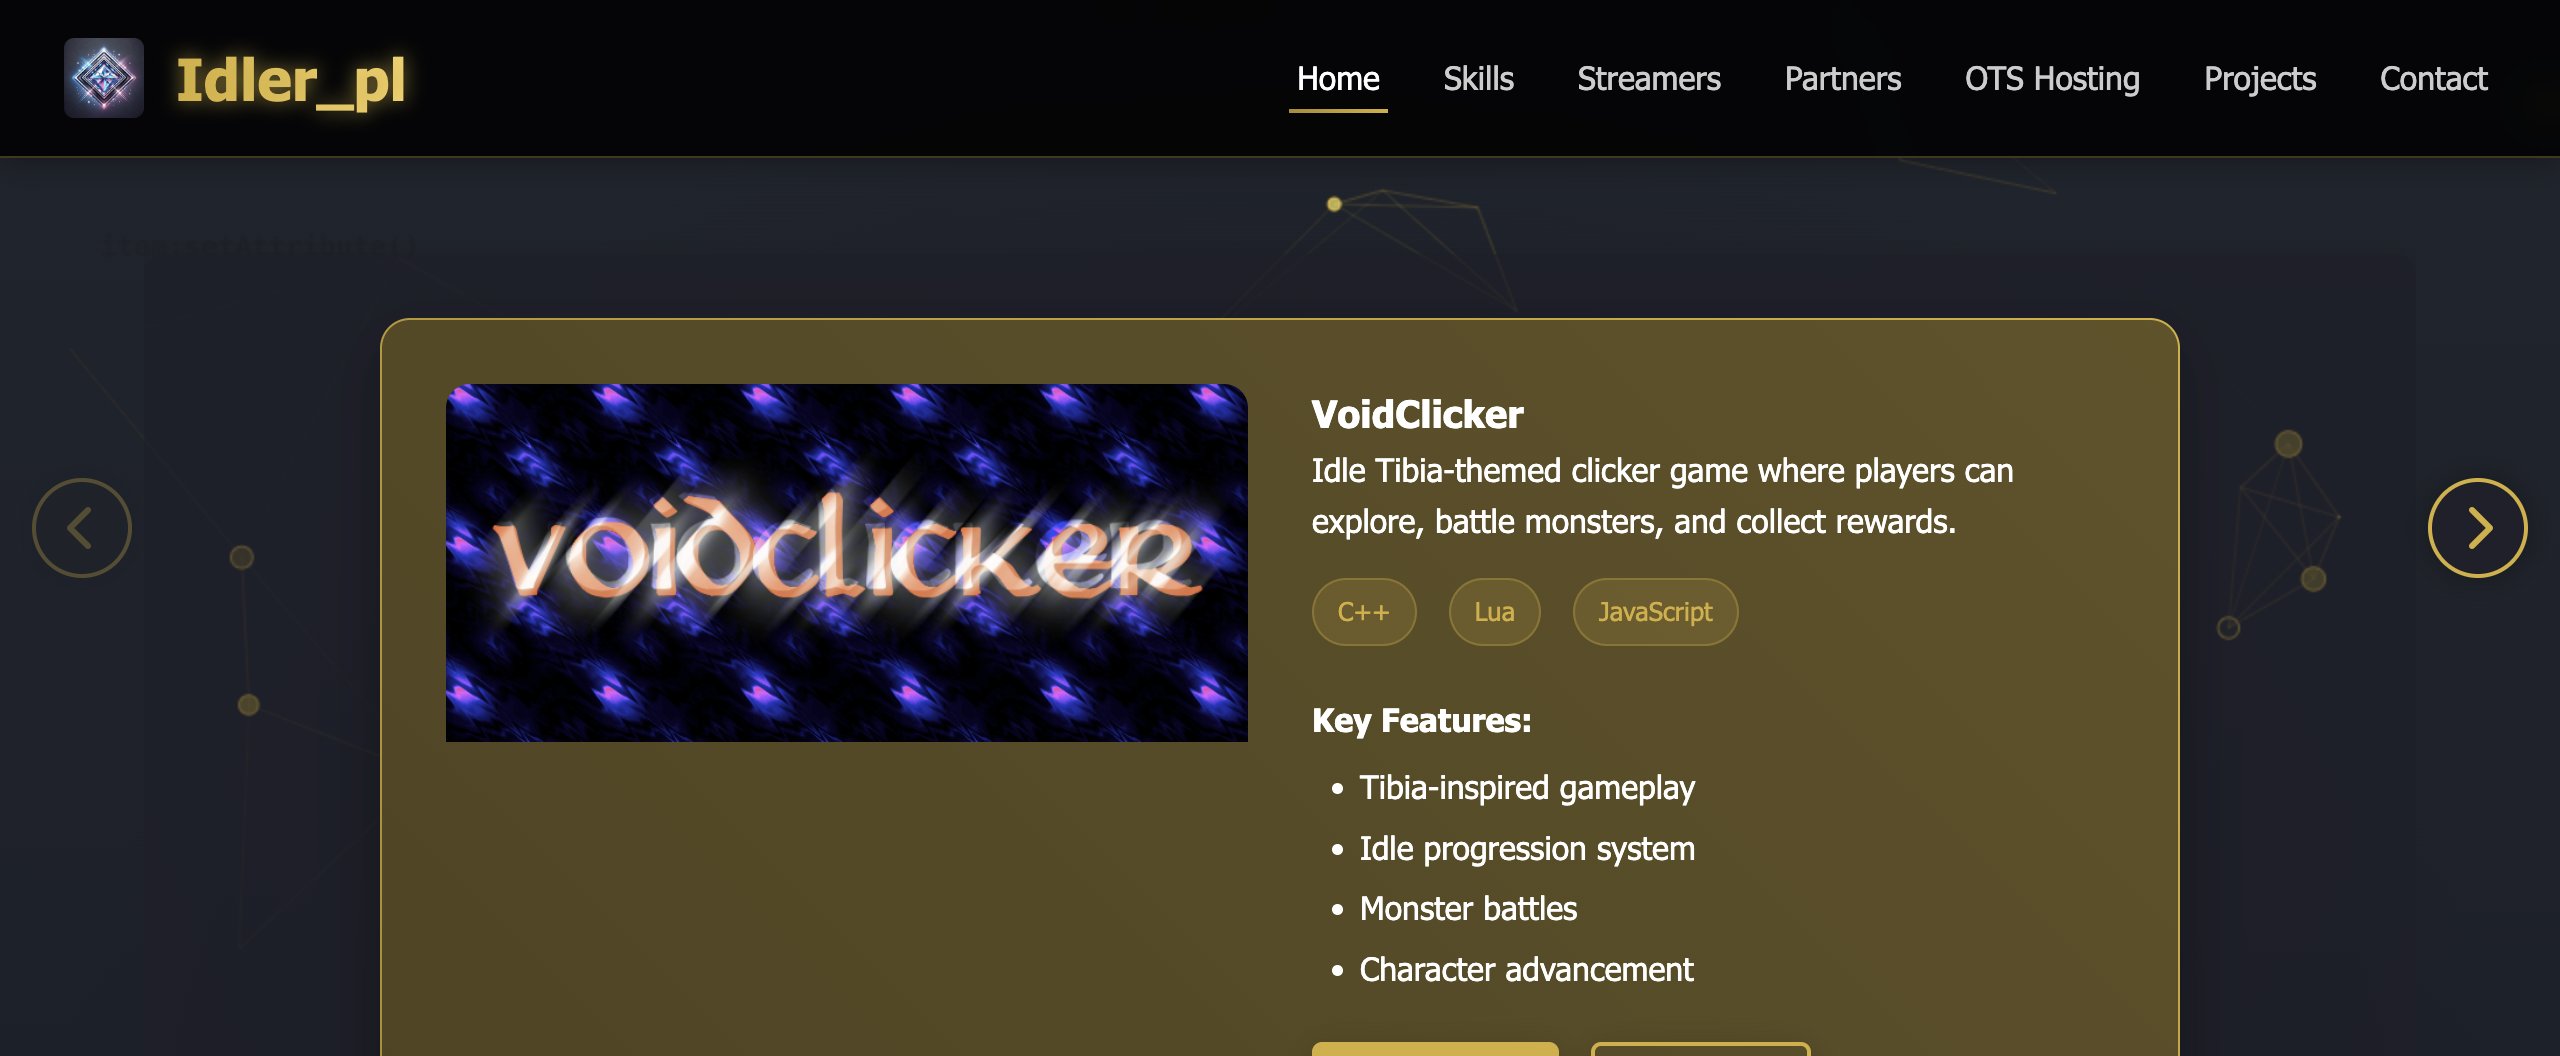 Idler_pl
Home Skills Streamers Partners OTS Hosting Projects Contact
item:setAttribute()
voidclicker
VoidClicker
Idle Tibia-themed clicker game where players can
explore, battle monsters, and collect rewards.
C++ Lua JavaScript
Key Features:
• Tibia-inspired gameplay
• Idle progression system
• Monster battles
• Character advancement